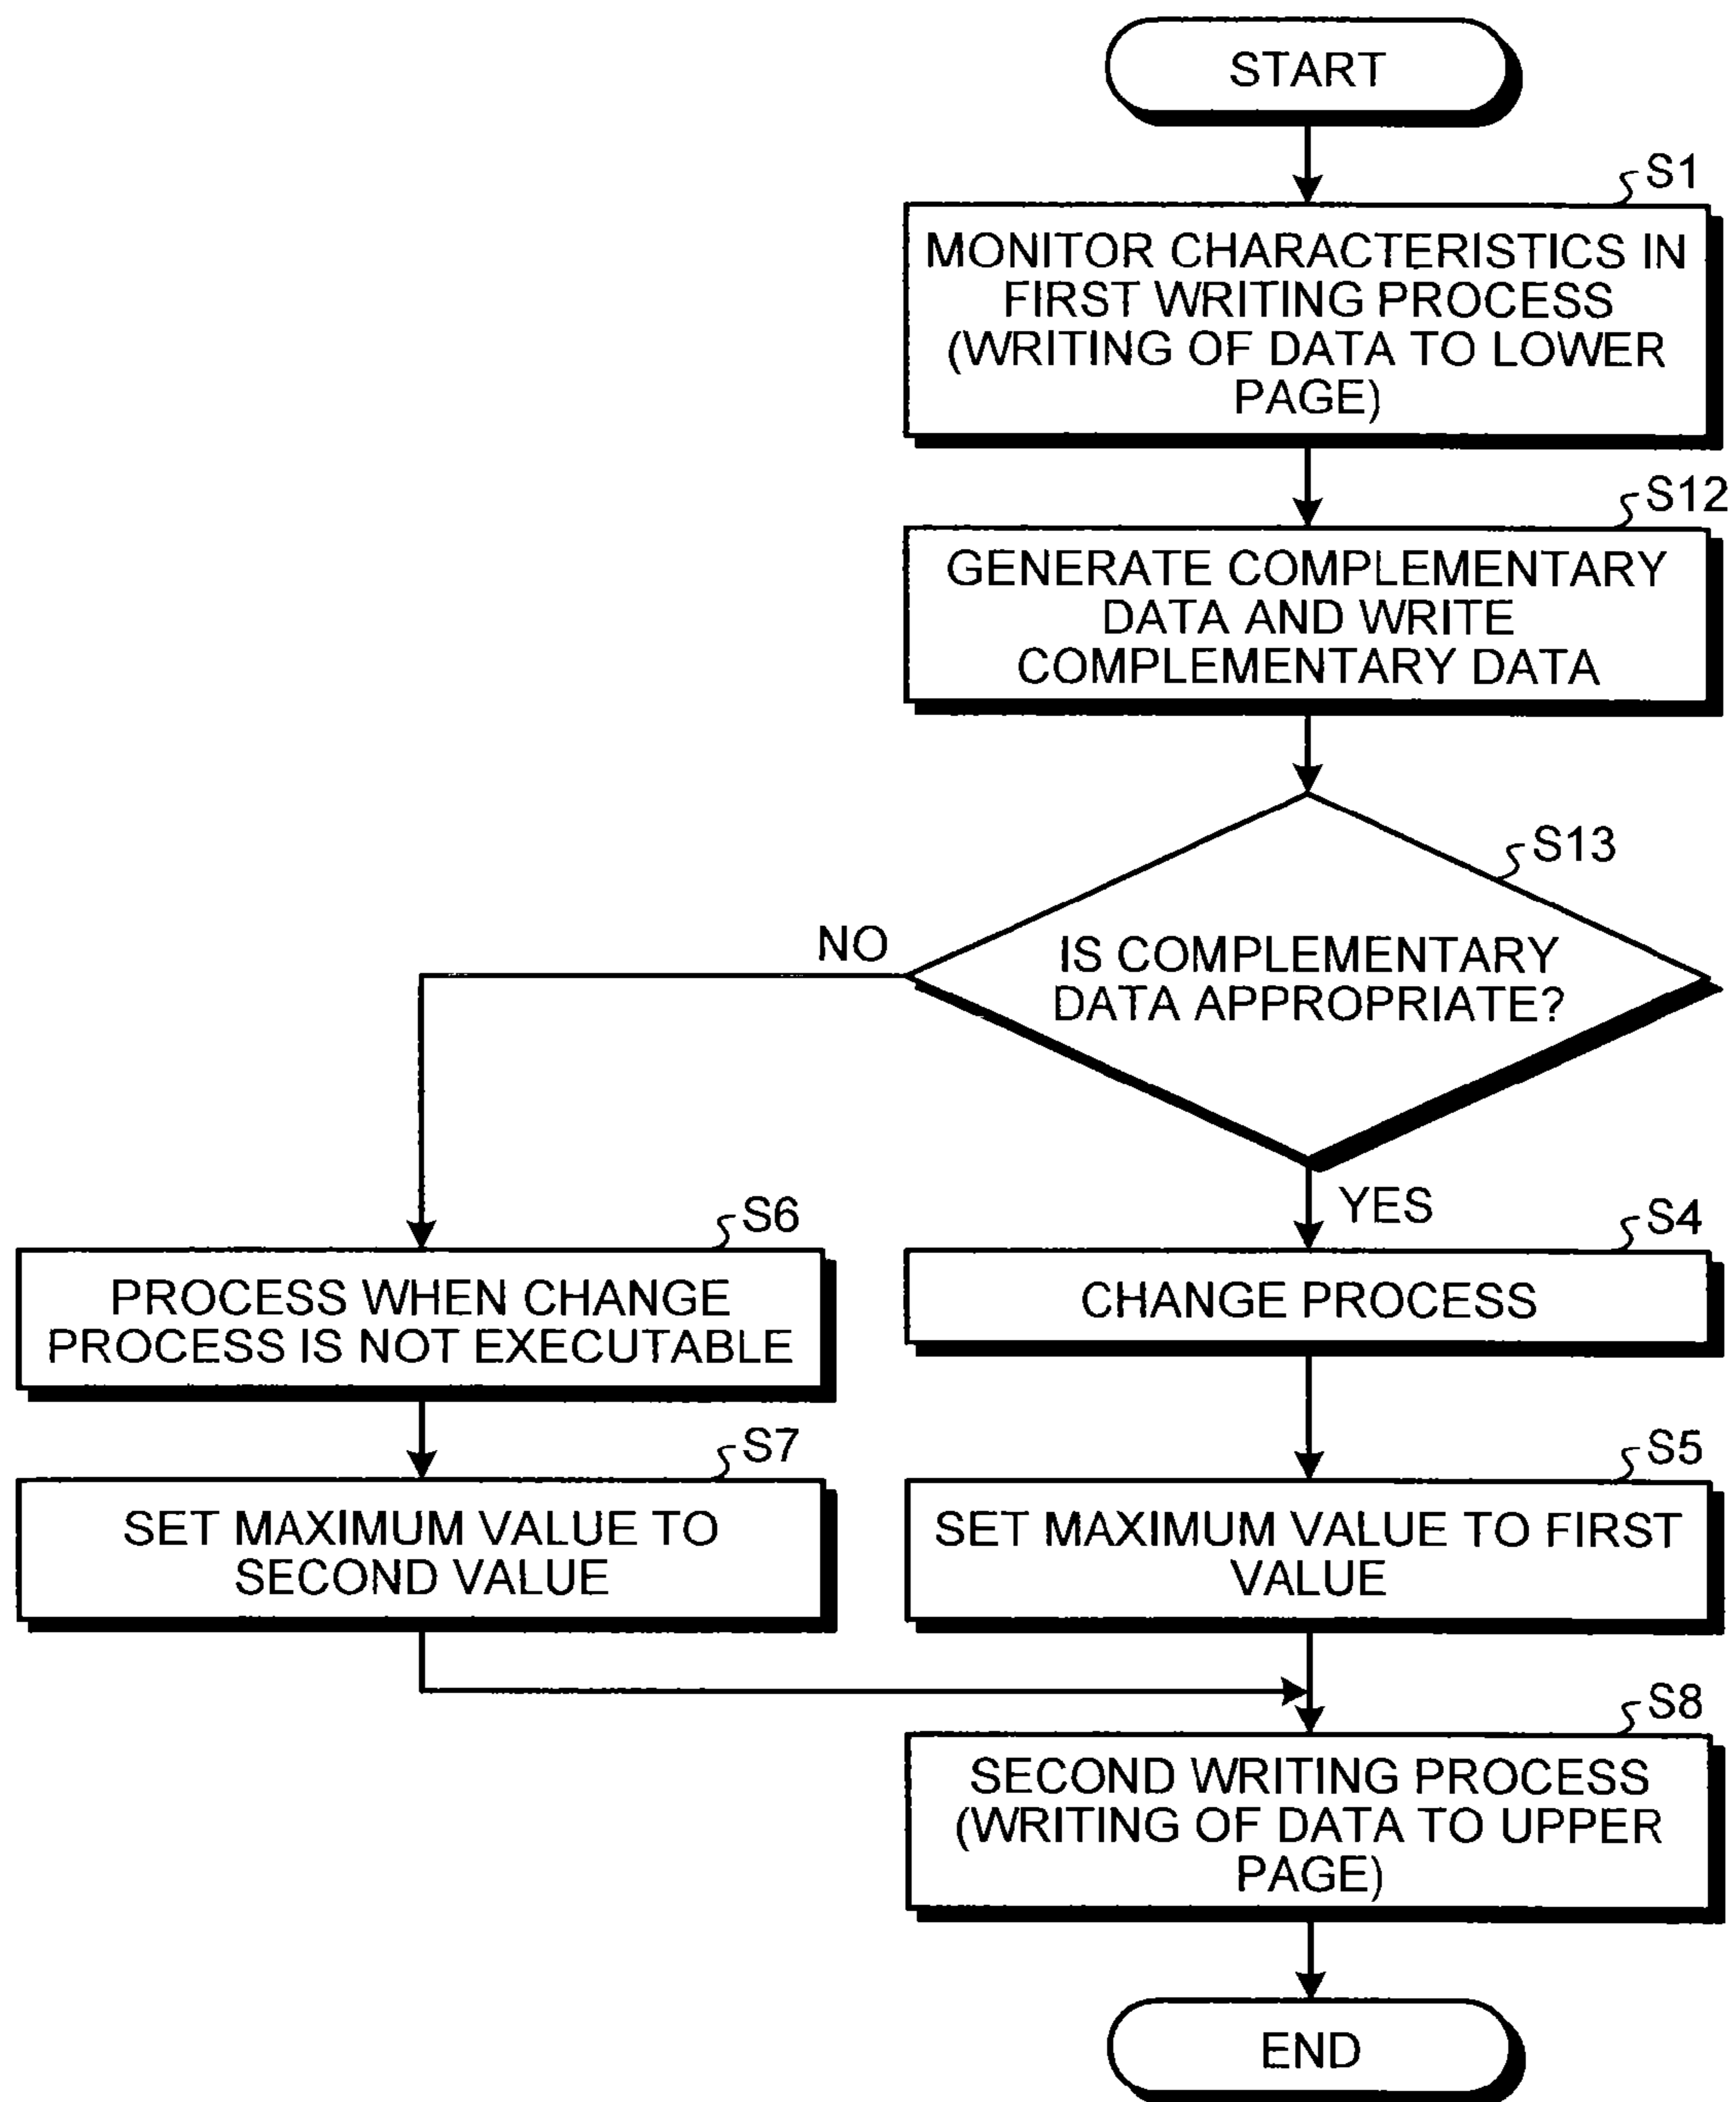 START
S1
MONITOR CHARACTERISTICS IN
FIRST WRITING PROCESS
(WRITING OF DATA TO LOWER
PAGE)
S12
GENERATE COMPLEMENTARY
DATA AND WRITE
COMPLEMENTARY DATA
S13
IS COMPLEMENTARY
DATA APPROPRIATE?
NO
YES
S6
PROCESS WHEN CHANGE
PROCESS IS NOT EXECUTABLE
S4
CHANGE PROCESS
S7
SET MAXIMUM VALUE TO
SECOND VALUE
S5
SET MAXIMUM VALUE TO FIRST
VALUE
S8
SECOND WRITING PROCESS
(WRITING OF DATA TO UPPER
PAGE)
END